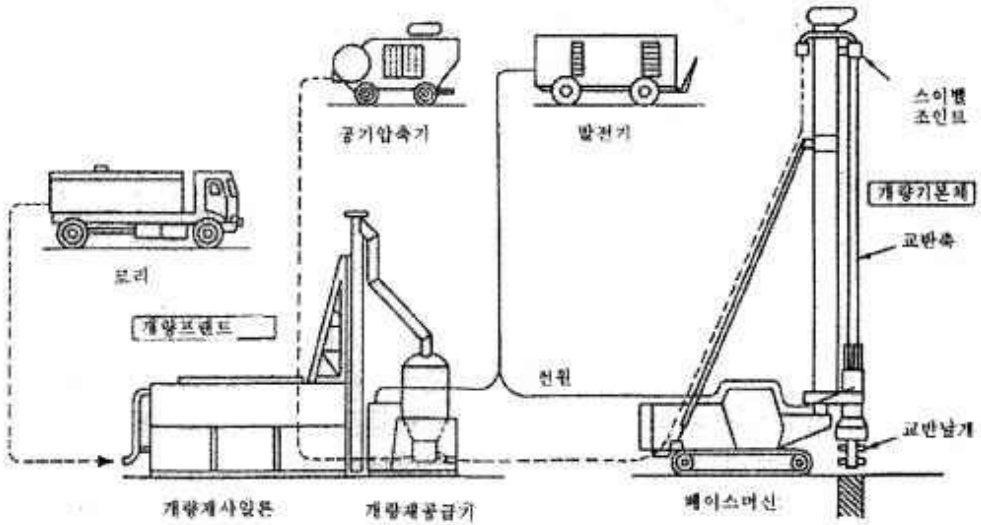 공기압축기
발전기
스이벨
조인트
개량기본체
교반축
로리
개량프랜드
전원
교반날개
개량재사일론
개량재공급기
베이스머신